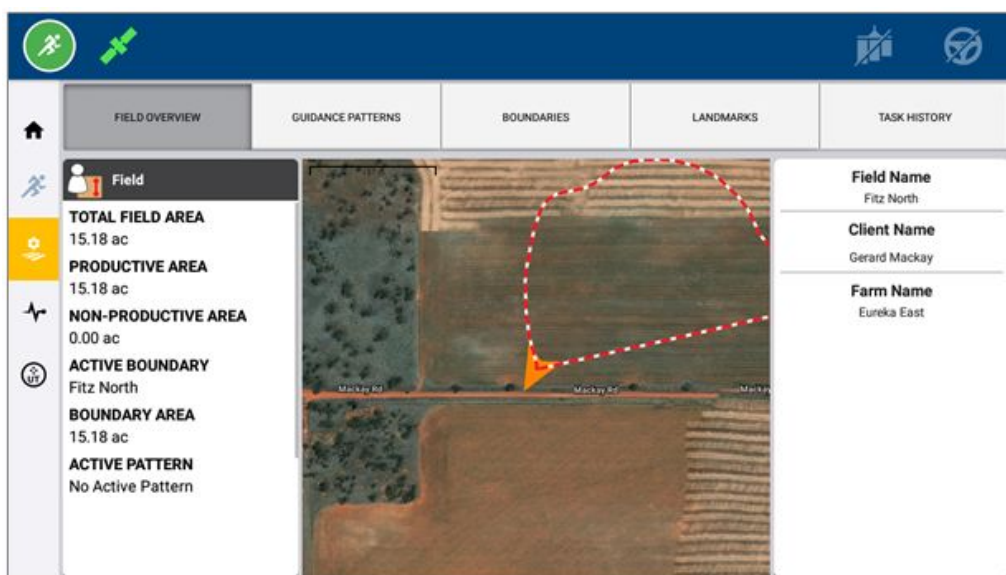 FIELD OVERVIEW
GUIDANCE PATTERNS
BOUNDARIES
LANDMARKS
TASK HISTORY
Field
TOTAL FIELD AREA
15.18 ac
PRODUCTIVE AREA
15.18 ac
NON-PRODUCTIVE AREA
0.00 ac
ACTIVE BOUNDARY
Fitz North
BOUNDARY AREA
15.18 ac
ACTIVE PATTERN
No Active Pattern
Mackay Rd
Mackay Rd
Mackay
Field Name
Fitz North
Client Name
Gerard Mackay
Farm Name
Eureka East
UT